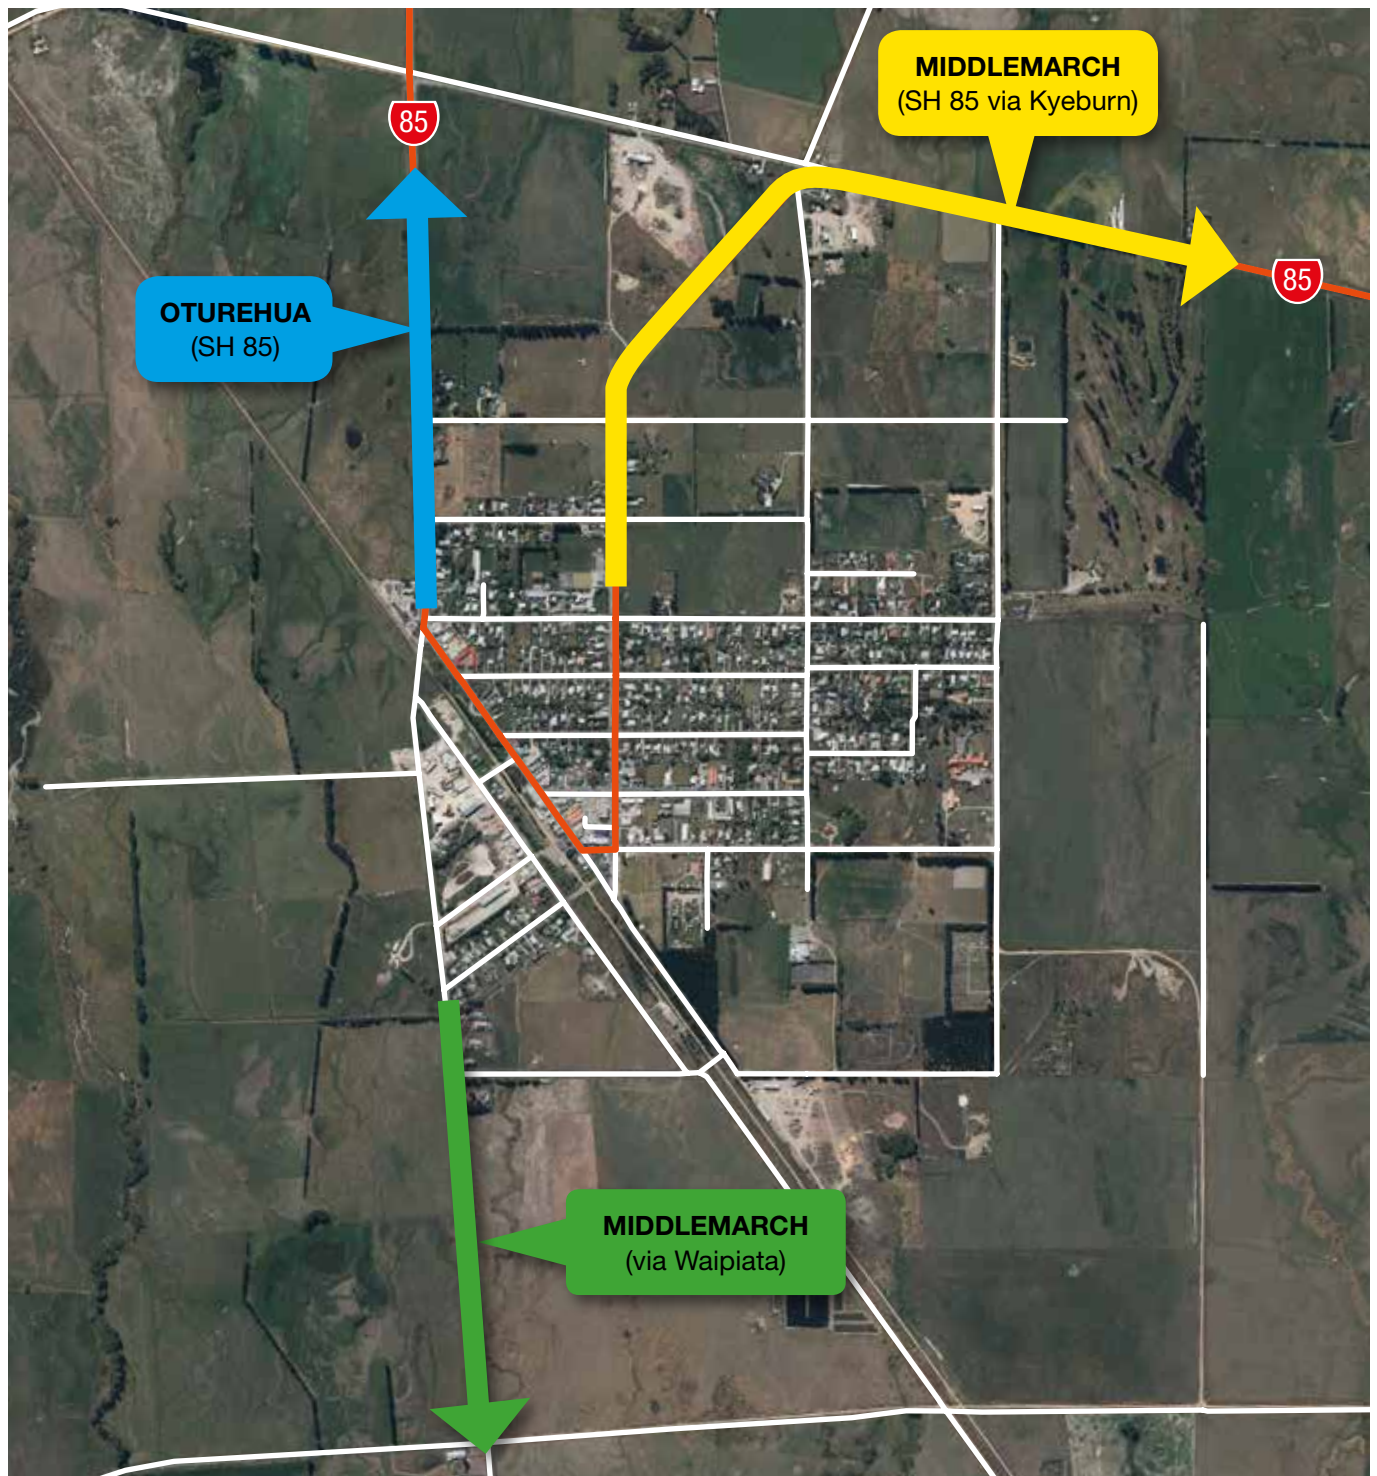 MIDDLEMARCH
(SH 85 via Kyeburn)
85
85
OTUREHUA
(SH 85)
MIDDLEMARCH
(via Waipiata)